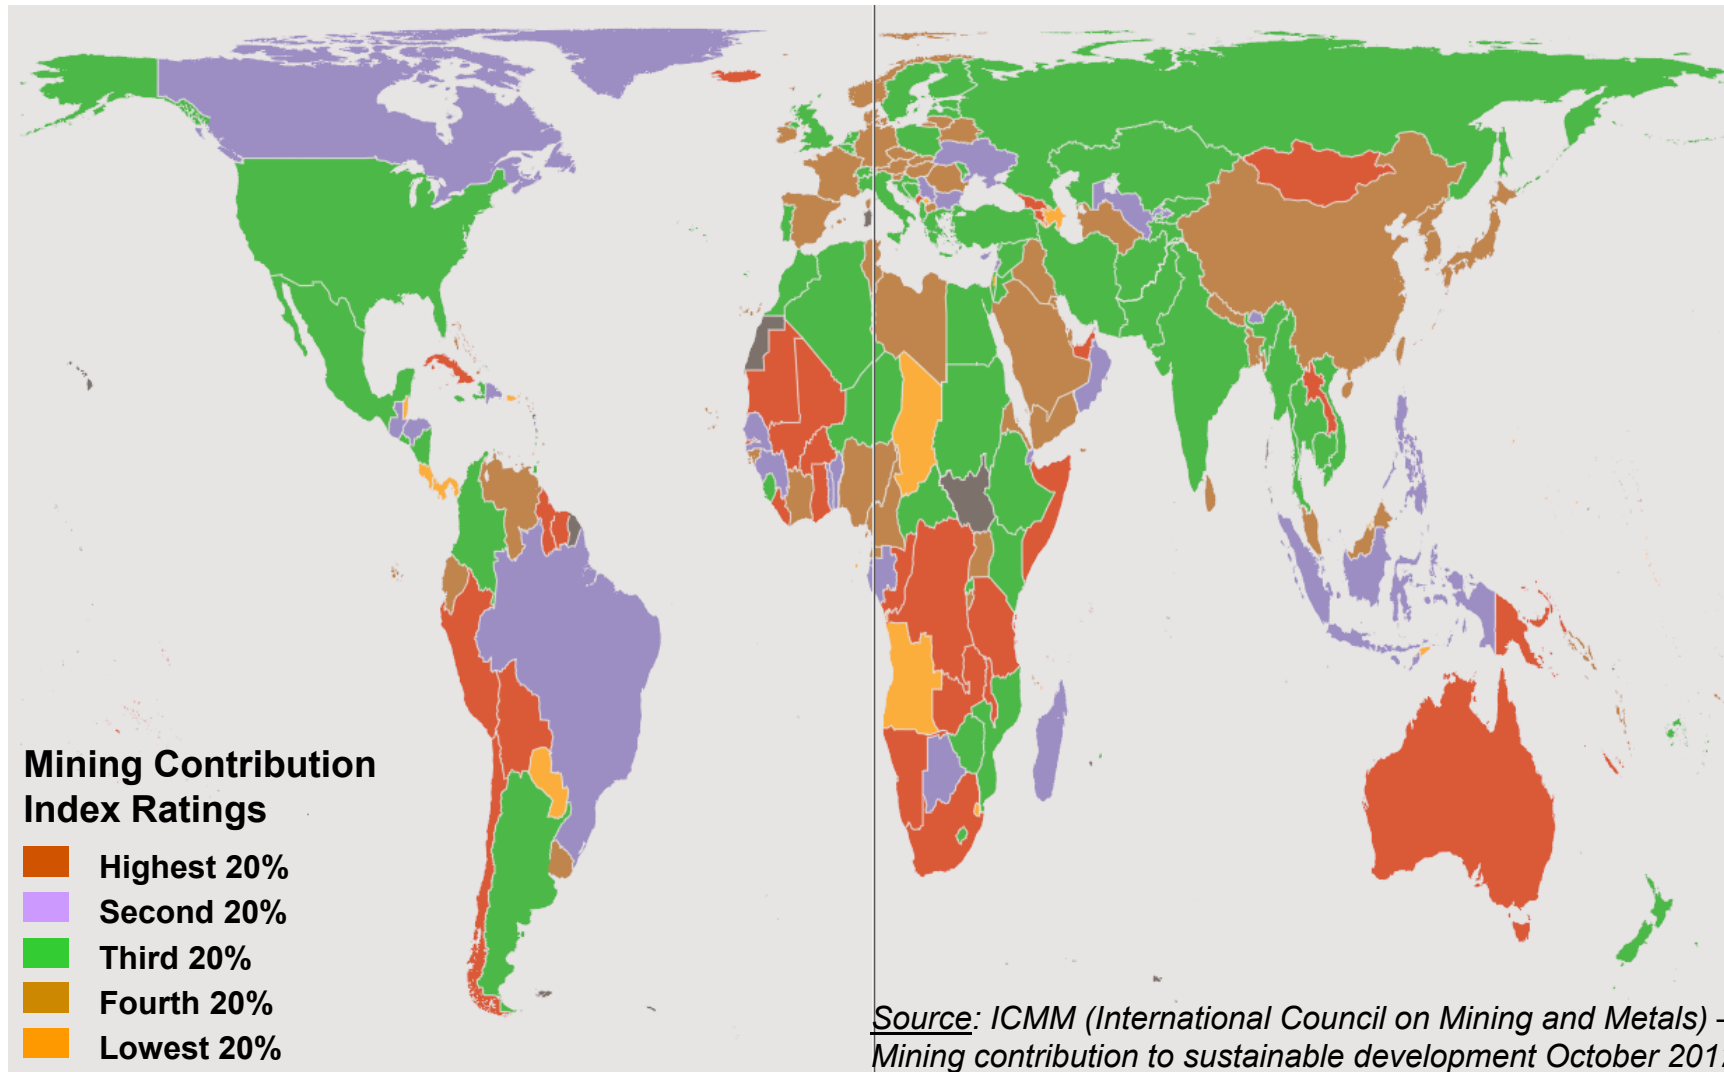 Mining Contribution
Index Ratings
Highest 20%
Second 20%
Third 20%
Fourth 20%
Lowest 20%
Source: ICMM (International Council on Mining and Metals) –
Mining contribution to sustainable development October